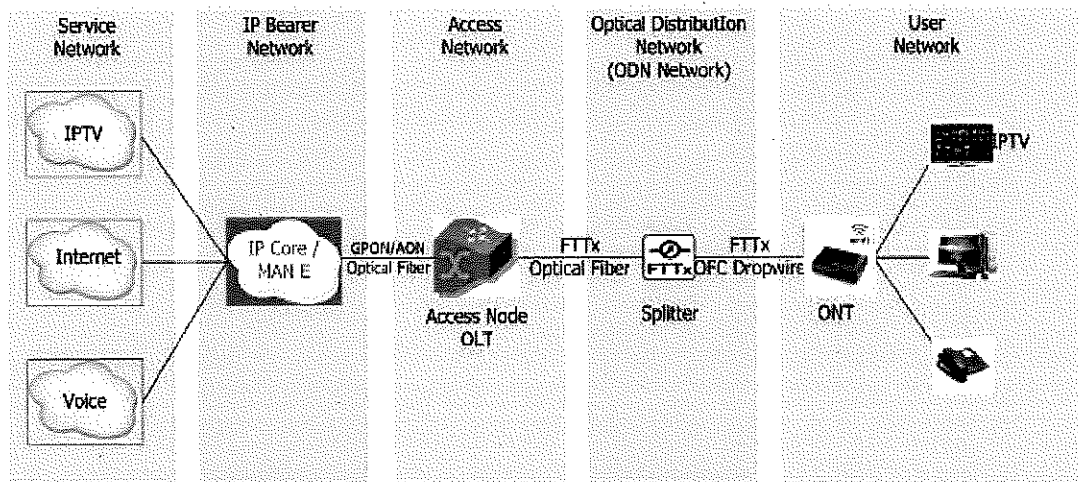 Service
Network
IP Bearer
Network
Access
Network
Optical Distribution
Network
(ODN Network)
User
Network
IPTV
Internet
Voice
IP Core /
MAN E
GPON/AON
Optical Fiber
Access Node
OLT
FTTx
Optical Fiber
FTTx
Splitter
FTTx
OFC Dropwire
ONT
IPTV